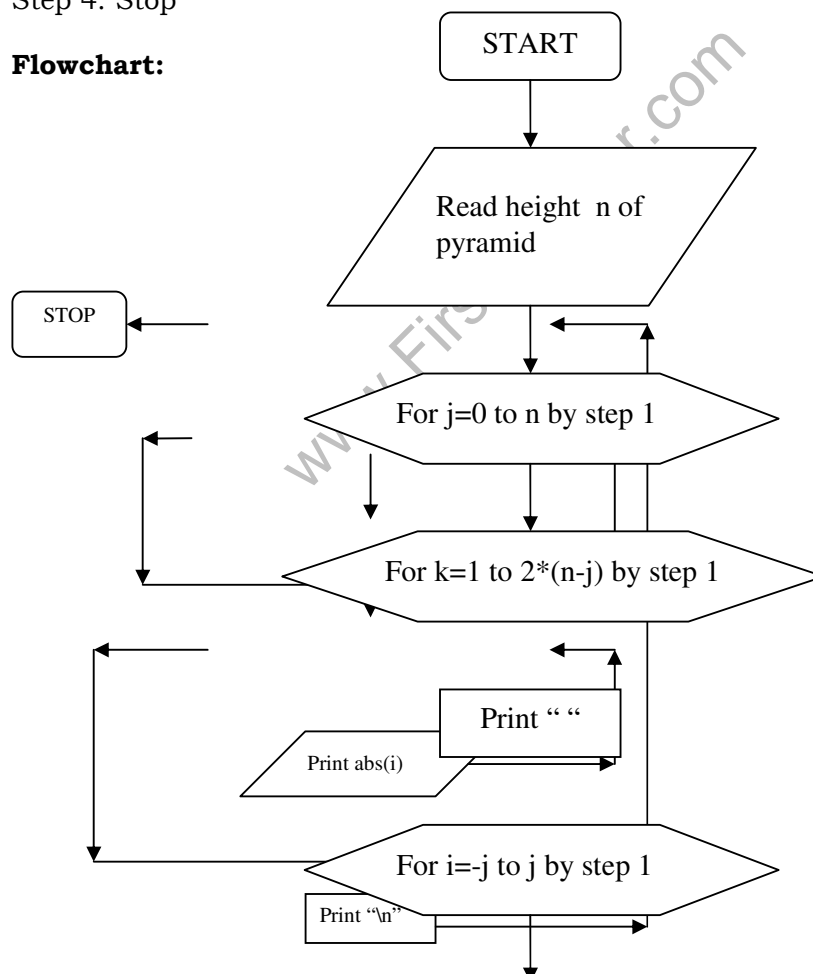 Step 4: Stop
Flowchart:
START
Read height n of
pyramid
STOP
For j=0 to n by step 1
For k=1 to 2*(n-j) by step 1
Print “ “
Print abs(i)
For i=-j to j by step 1
Print “\n”